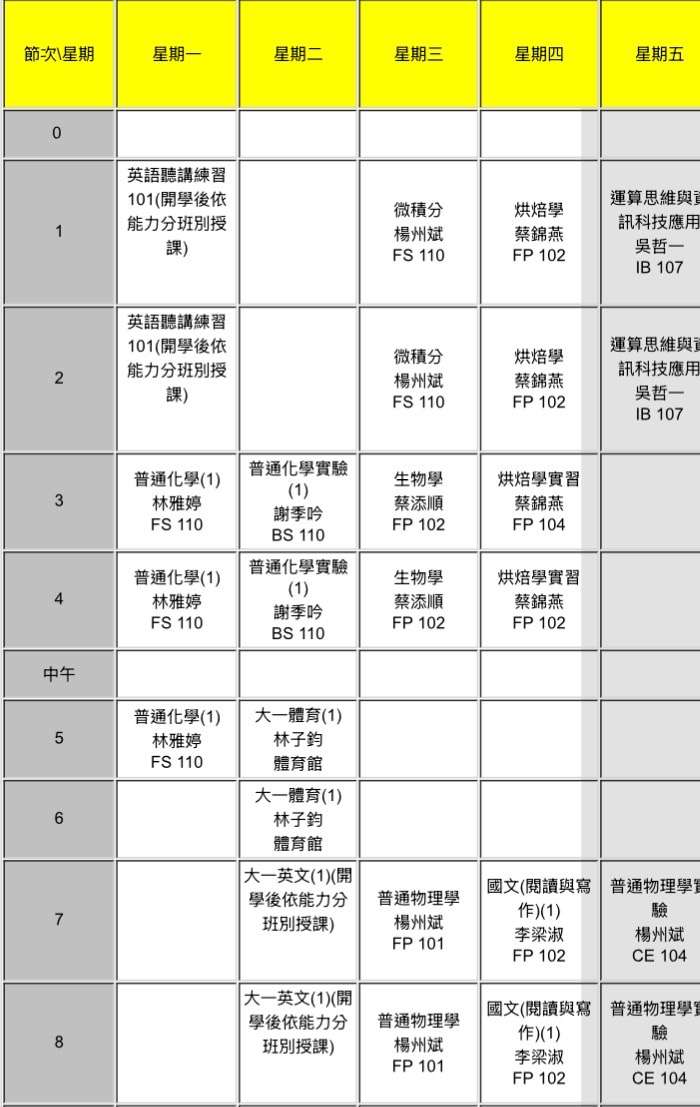 節次\星期 星期一 星期二 星期三 星期四 星期五
0
1
英語聽講練習
101(開學後依
能力分班別授
課)
微積分
楊州斌
FS 110
烘焙學
蔡錦燕
FP 102
運算思維與
訊科技應用
吳哲一
IB 107
2
英語聽講練習
101(開學後依
能力分班別授
課)
微積分
楊州斌
FS 110
烘焙學
蔡錦燕
FP 102
運算思維與
訊科技應用
吳哲一
IB 107
3
普通化學(1)
林雅婷
FS 110
普通化學實驗
(1)
謝季吟
BS 110
生物學
蔡添順
FP 102
烘焙學實習
蔡錦燕
FP 104
4
普通化學(1)
林雅婷
FS 110
普通化學實驗
(1)
謝季吟
BS 110
生物學
蔡添順
FP 102
烘焙學實習
蔡錦燕
FP 102
中午
5
普通化學(1)
林雅婷
FS 110
大一體育(1)
林子鈞
體育館
6
大一體育(1)
林子鈞
體育館
7
大一英文(1)(開
學後依能力分
班別授課)
普通物理學
楊州斌
FP 101
國文(閱讀與寫
作)(1)
李梁淑
FP 102
普通物理學
驗
楊州斌
CE 104
8
大一英文(1)(開
學後依能力分
班別授課)
普通物理學
楊州斌
FP 101
國文(閱讀與寫
作)(1)
李梁淑
FP 102
普通物理學
驗
楊州斌
CE 104